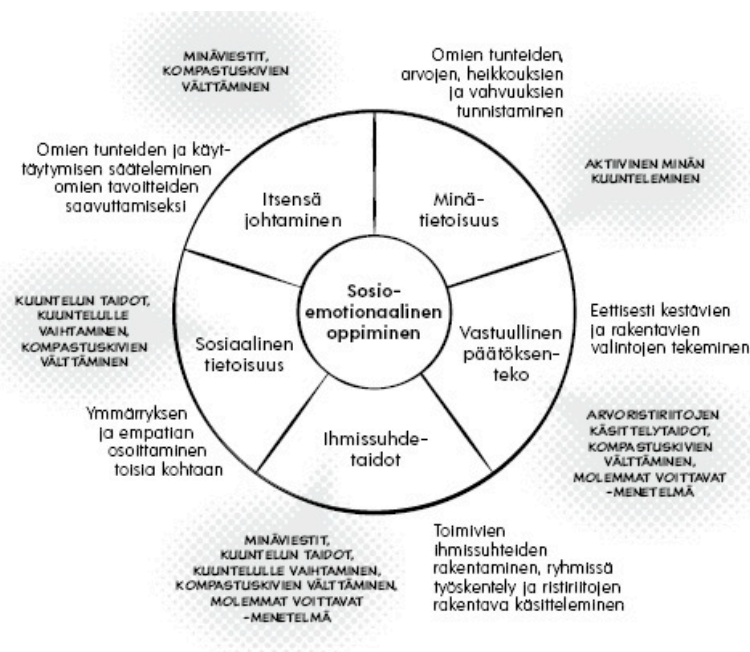 MINÄVIESTIT,
KOMPASTUSKIVIEN
VÄLTTÄMINEN
Omien tunteiden,
arvojen, heikkouksien
ja vahvuuksien
tunnistaminen
Omien tunteiden ja käyt-
täytymisen sääteleminen
omien tavoitteiden
saavuttamiseksi
Itsensä
johtaminen
Minä-
tietoisuus
AKTIIVINEN MINÄN
KUUNTELEMINEN
KUUNTELUN TAIDOT,
KUUNTELULLE
VAIHTAMINEN,
KOMPASTUSKIVIEN
VÄLTTÄMINEN
Sosiaalinen
tietoisuus
Sosio-
emotionaalinen
oppiminen
Vastuullinen
päätöksen-
teko
Eettisesti kestävien
ja rakentavien
valintojen tekeminen
Ymmärryksen
ja empatian
osoittaminen
toisia kohtaan
Ihmissuhde-
taidot
ARVORISTIRIITOJEN
KÄSITTELYTAIDOT,
KOMPASTUSKIVIEN
VÄLTTÄMINEN,
MOLEMMAT VOITTAVAT
-MENETELMÄ
MINÄVIESTIT,
KUUNTELUN TAIDOT,
KUUNTELULLE VAIHTAMINEN,
KOMPASTUSKIVIEN VÄLTTÄMINEN,
MOLEMMAT VOITTAVAT
-MENETELMÄ
Toimivien
ihmissuhteiden
rakentaminen, ryhmissä
työskentely ja ristiriitojen
rakentava käsitteleminen